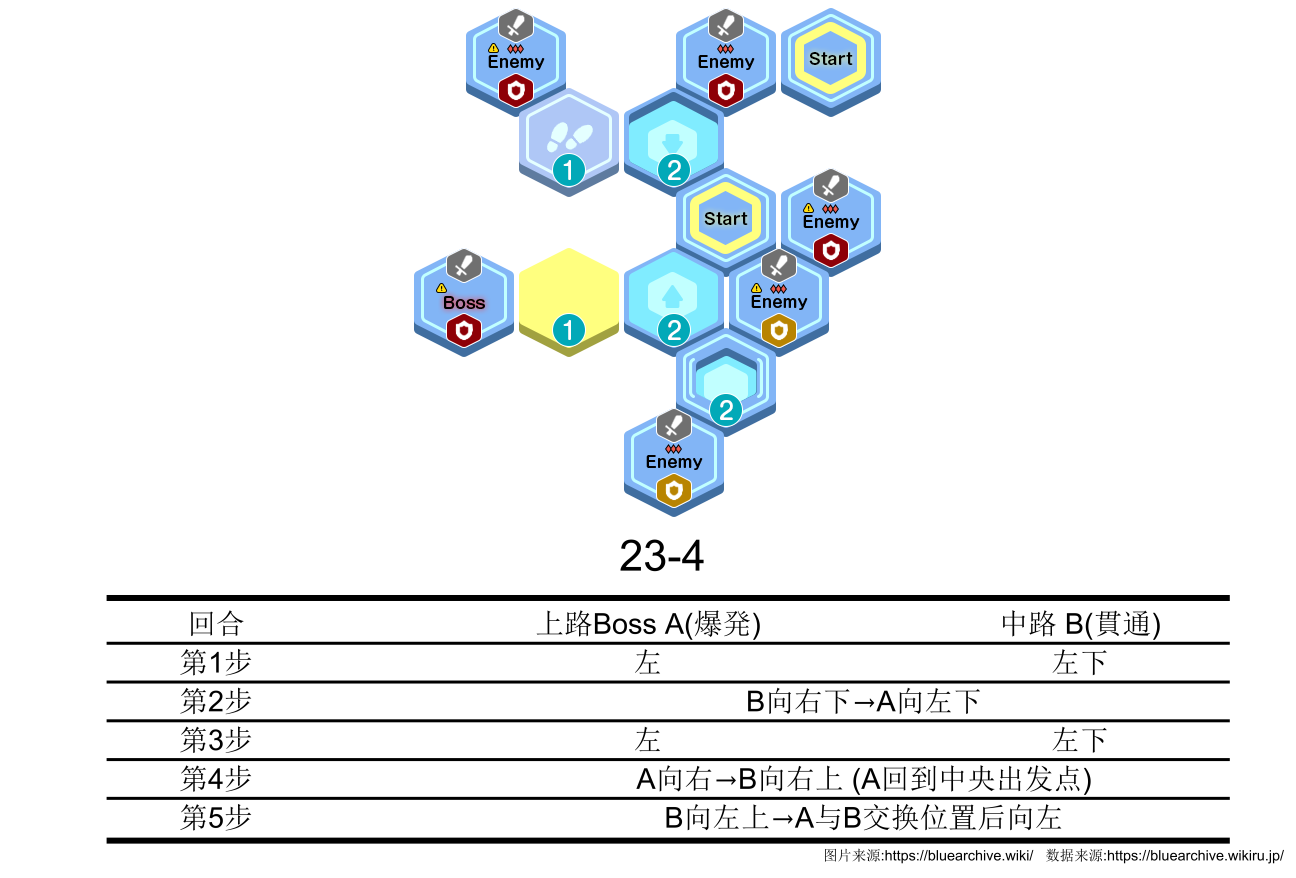 Enemy
Enemy
Start
1
2
Start
Enemy
Boss
1
2
Enemy
2
Enemy
23-4
回合 上路Boss A(爆発) 中路 B(貫通)
第1步 左 左下
第2步 B向右下→A向左下
第3步 左 左下
第4步 A向右→B向右上 (A回到中央出发点)
第5步 B向左上→A与B交换位置后向左
图片来源:https://bluearchive.wiki/ 数据来源:https://bluearchive.wikiru.jp/